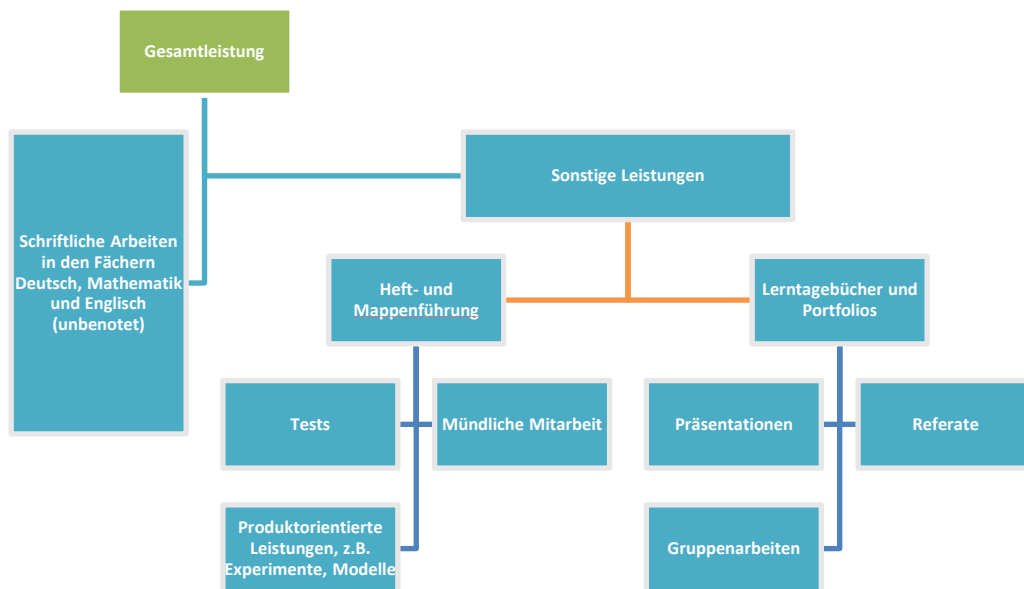 Gesamtleistung
Schriftliche Arbeiten
in den Fächern
Deutsch, Mathematik
und Englisch
(unbenotet)
Sonstige Leistungen
Heft- und
Mappenführung
Lerntagebücher und
Portfolios
Tests
Mündliche Mitarbeit
Präsentationen
Referate
Produktorientierte
Leistungen, z.B.
Experimente, Modelle
Gruppenarbeiten